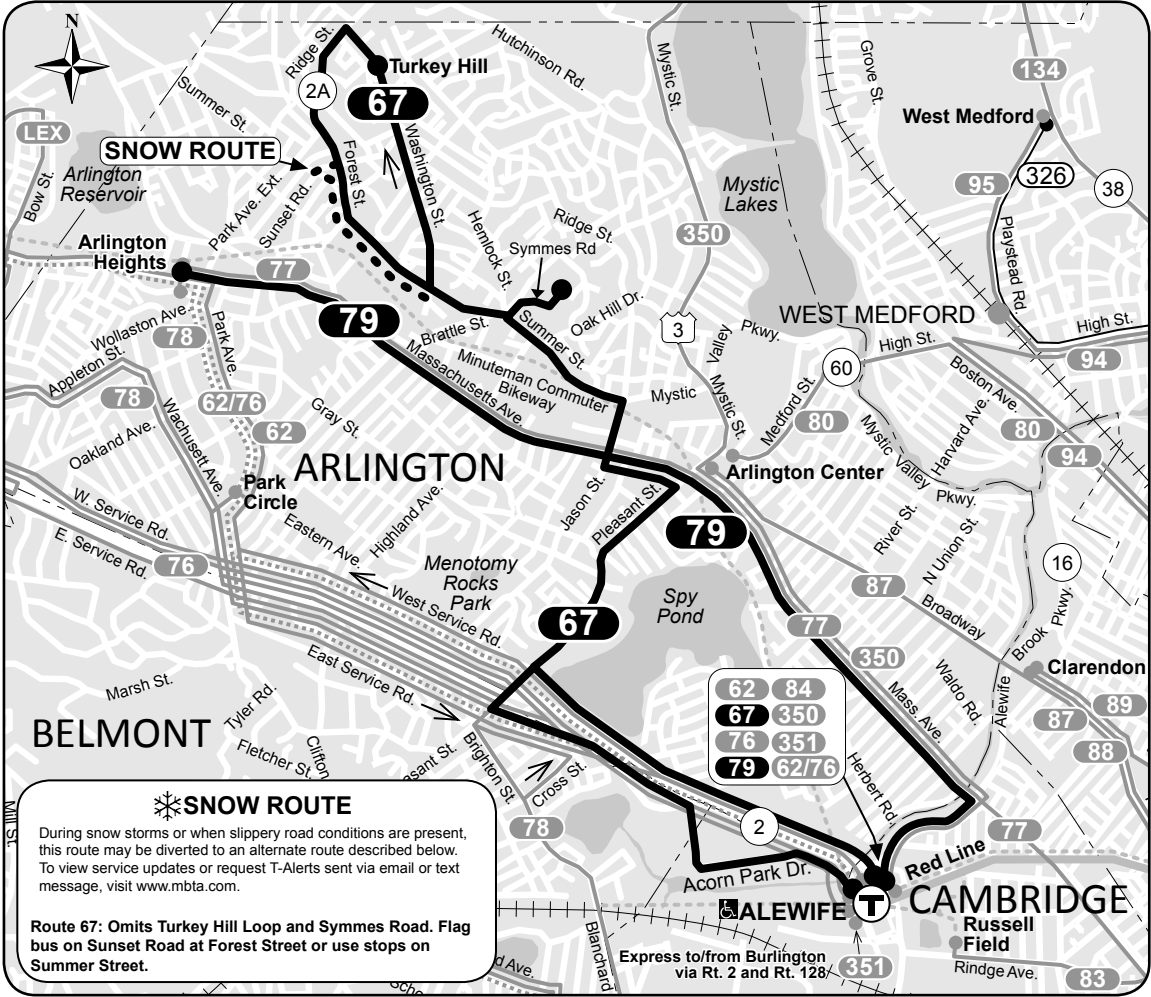 N
Ridge St.
Hutchinson Rd.
Mystic St.
Grove St.
134
Turkey Hill
2A
67
Summer St.
West Medford
LEX
SNOW ROUTE
Forest St.
Washington St.
Arlington
Reservoir
Bow St.
Park Ave. Ext.
Sunset Rd.
Mystic
Lakes
95
326
38
Playstead Rd
Hemlock St.
Ridge St.
Symmes Rd
350
Arlington
Heights
77
79
Oak Hill Dr.
WEST MEDFORD
High St.
94
Wollaston Ave.
78
Park Ave.
Brattle St.
Summer St.
3
Valley
Pkwy.
High St.
60
Appleton St.
Massachusetts Ave.
Minuteman Commuter
Bikeway
Mystic
Mystic St.
Medford St.
80
Boston Ave.
78
62/76
Wachusett Ave.
Gray St.
62
Harvard Ave.
80
94
Oakland Ave.
ARLINGTON
Arlington Center
Mystic Valley
Pkwy.
Park
Circle
Jason St.
Pleasant St.
W. Service Rd.
Highland Ave.
Eastern Ave.
79
River St.
N Union St.
E. Service Rd.
76
Menotomy
Rocks
Park
West Service Rd.
16
87
Spy
Pond
67
Broadway
77
350
Alewife Brook Pkwy.
Clarendon
East Service Rd.
Marsh St.
Tyler Rd.
Waldo Rd.
Mass. Ave.
62 84
67 350
76 351
79 62/76
89
87
88
BELMONT
Fletcher St.
Clifton
asant St.
Brighton St.
Cross St.
Herbert Rd.
78
2
77
Mill St.
SNOW ROUTE
During snow storms or when slippery road conditions are present,
this route may be diverted to an alternate route described below.
To view service updates or request T-Alerts sent via email or text
message, visit www.mbta.com.
Route 67: Omits Turkey Hill Loop and Symmes Road. Flag
bus on Sunset Road at Forest Street or use stops on
Summer Street.
Acorn Park Dr.
Red Line
T
ALEWIFE
CAMBRIDGE
Russell
Field
Blanchard
Express to/from Burlington
via Rt. 2 and Rt. 128
351
Rindge Ave.
83
d Ave.